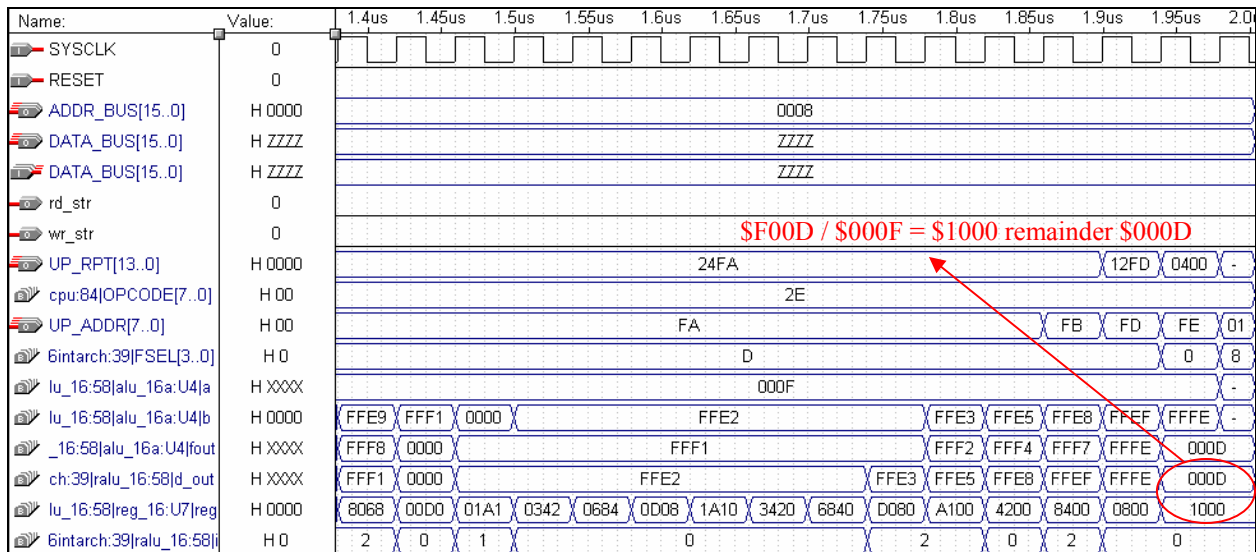 Name: Value: 1.4us 1.45us 1.5us 1.55us 1.6us 1.65us 1.7us 1.75us 1.8us 1.85us 1.9us 1.95us 2.0
SYSCLK 0
RESET 0
ADDR_BUS[15..0] H 0000 0008
DATA_BUS[15..0] H ZZZZ ZZZZ
DATA_BUS[15..0] H ZZZZ ZZZZ
rd_str 0
wr_str 0
$F00D / $000F = $1000 remainder $000D
UP_RPT[13..0] H 0000 24FA 12FD 0400 -
cpu:84|OPCODE[7..0] H 00 2E
UP_ADDR[7..0] H 00 FA FB FD FE 01
6intarch:39|FSEL[3..0] H 0 D 0 8
lu_16:58|alu_16a:U4|a H XXXX 000F -
lu_16:58|alu_16a:U4|b H 0000 FFE9 FFF1 0000 FFE2 FFE3 FFE5 FFE8 FFEF FFFE -
_16:58|alu_16a:U4|fout H XXXX FFF8 0000 FFF1 FFF2 FFF4 FFF7 FFFE 000D
ch:39|ralu_16:58|d_out H XXXX FFF1 0000 FFE2 FFE3 FFE5 FFE8 FFEF FFFE 000D
lu_16:58|reg_16:U7|reg H 0000 8068 00D0 01A1 0342 0684 0D08 1A10 3420 6840 D080 A100 4200 8400 0800 1000
6intarch:39|ralu_16:58|i H 0 2 0 1 0 2 0 2 0